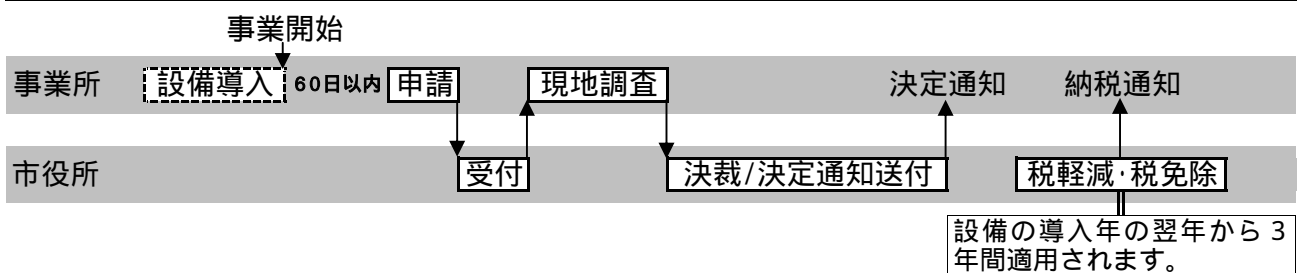 事業開始
事業所 設備導入 60日以内 申請 現地調査 決定通知 納税通知
市役所 受付 決裁/決定通知送付 税軽減・税免除
設備の導入年の翌年から3
年間適用されます。